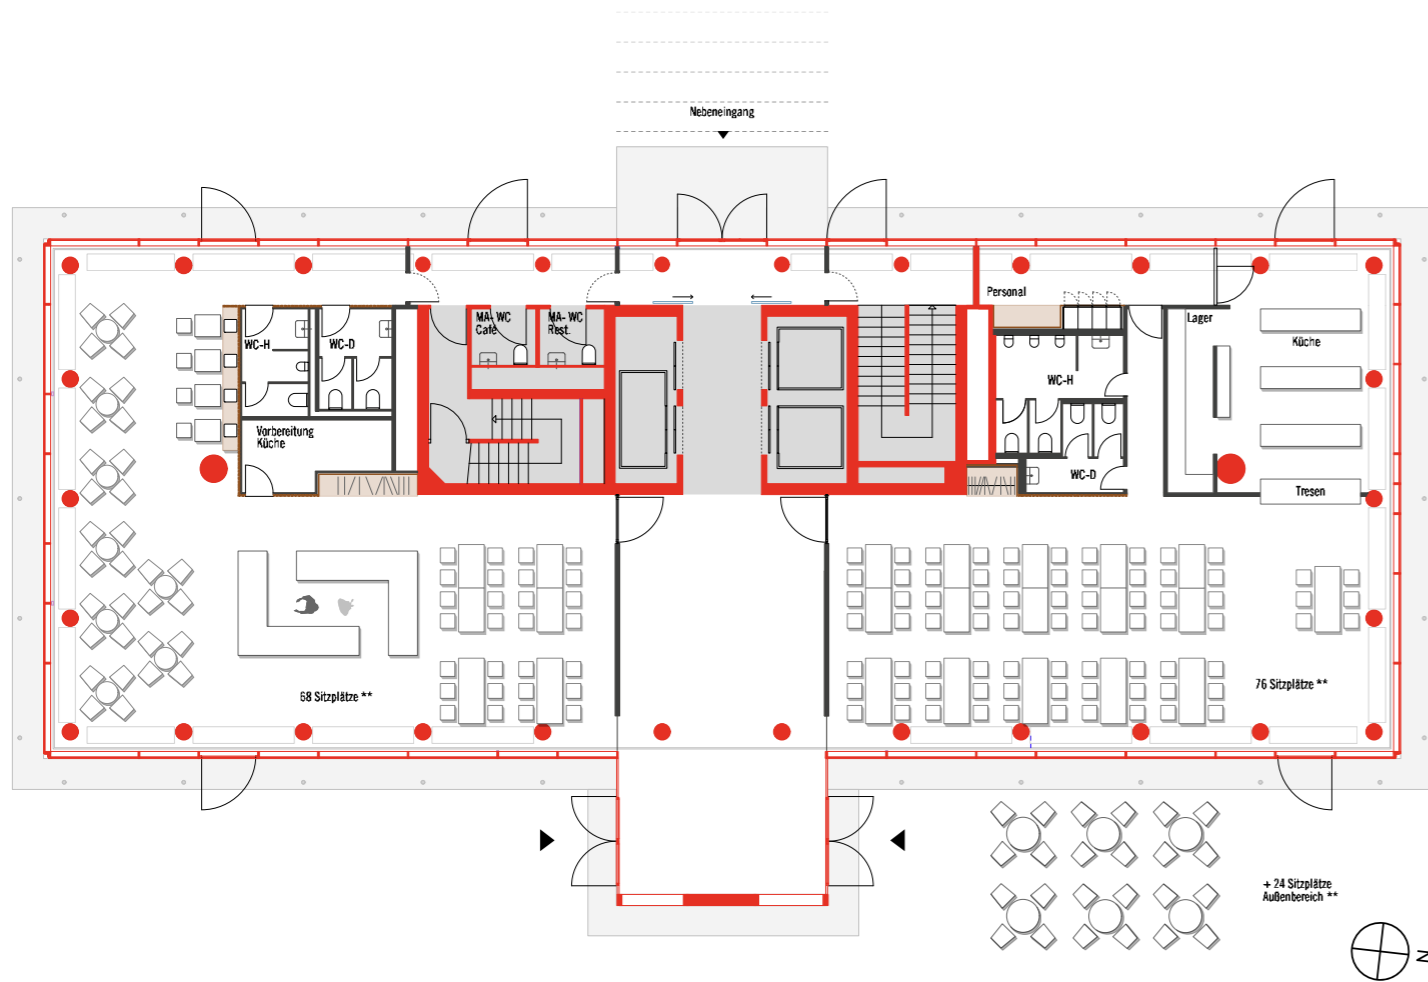 Nebeneingang
Personal
MA- WC
Café
MA- WC
Rest.
Lager
WC-H
WC-D
Küche
WC-H
Vorbereitung
Küche
WC-D
Tresen
68 Sitzplätze **
76 Sitzplätze **
+ 24 Sitzplätze
Außenbereich **
N